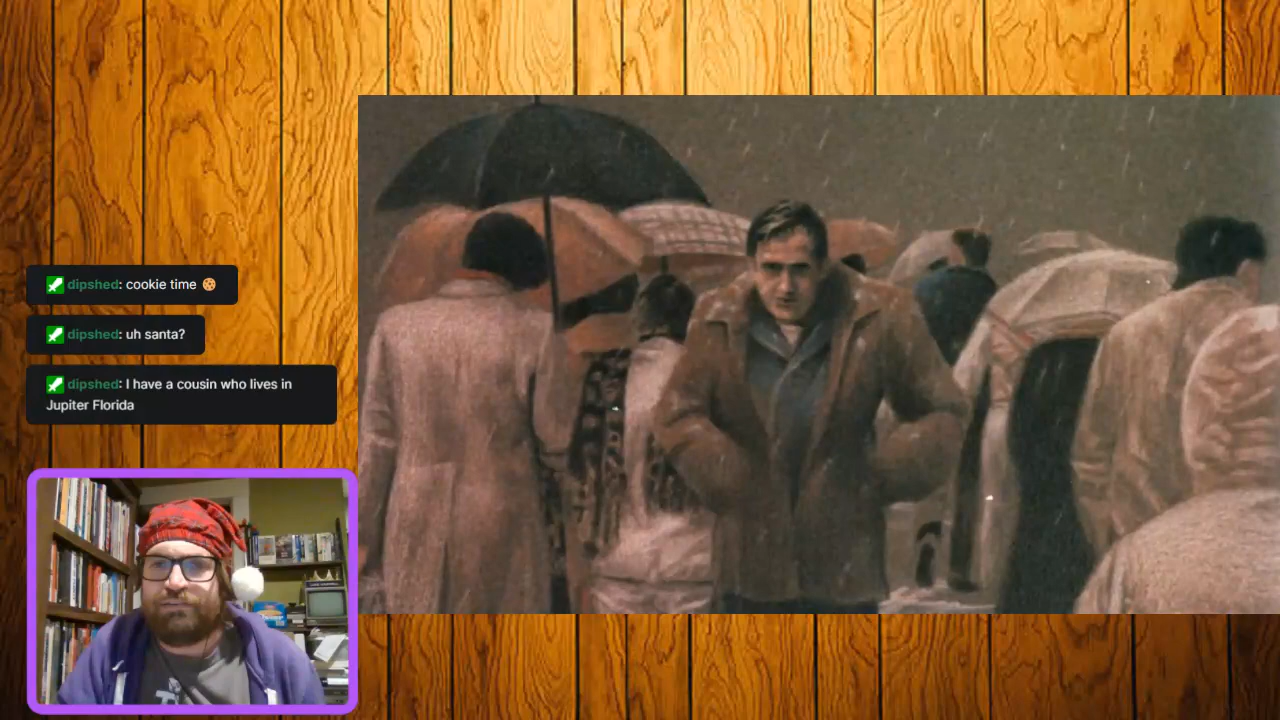 dipshed: cookie time 🍪
dipshed: uh santa?
dipshed: I have a cousin who lives in
Jupiter Florida